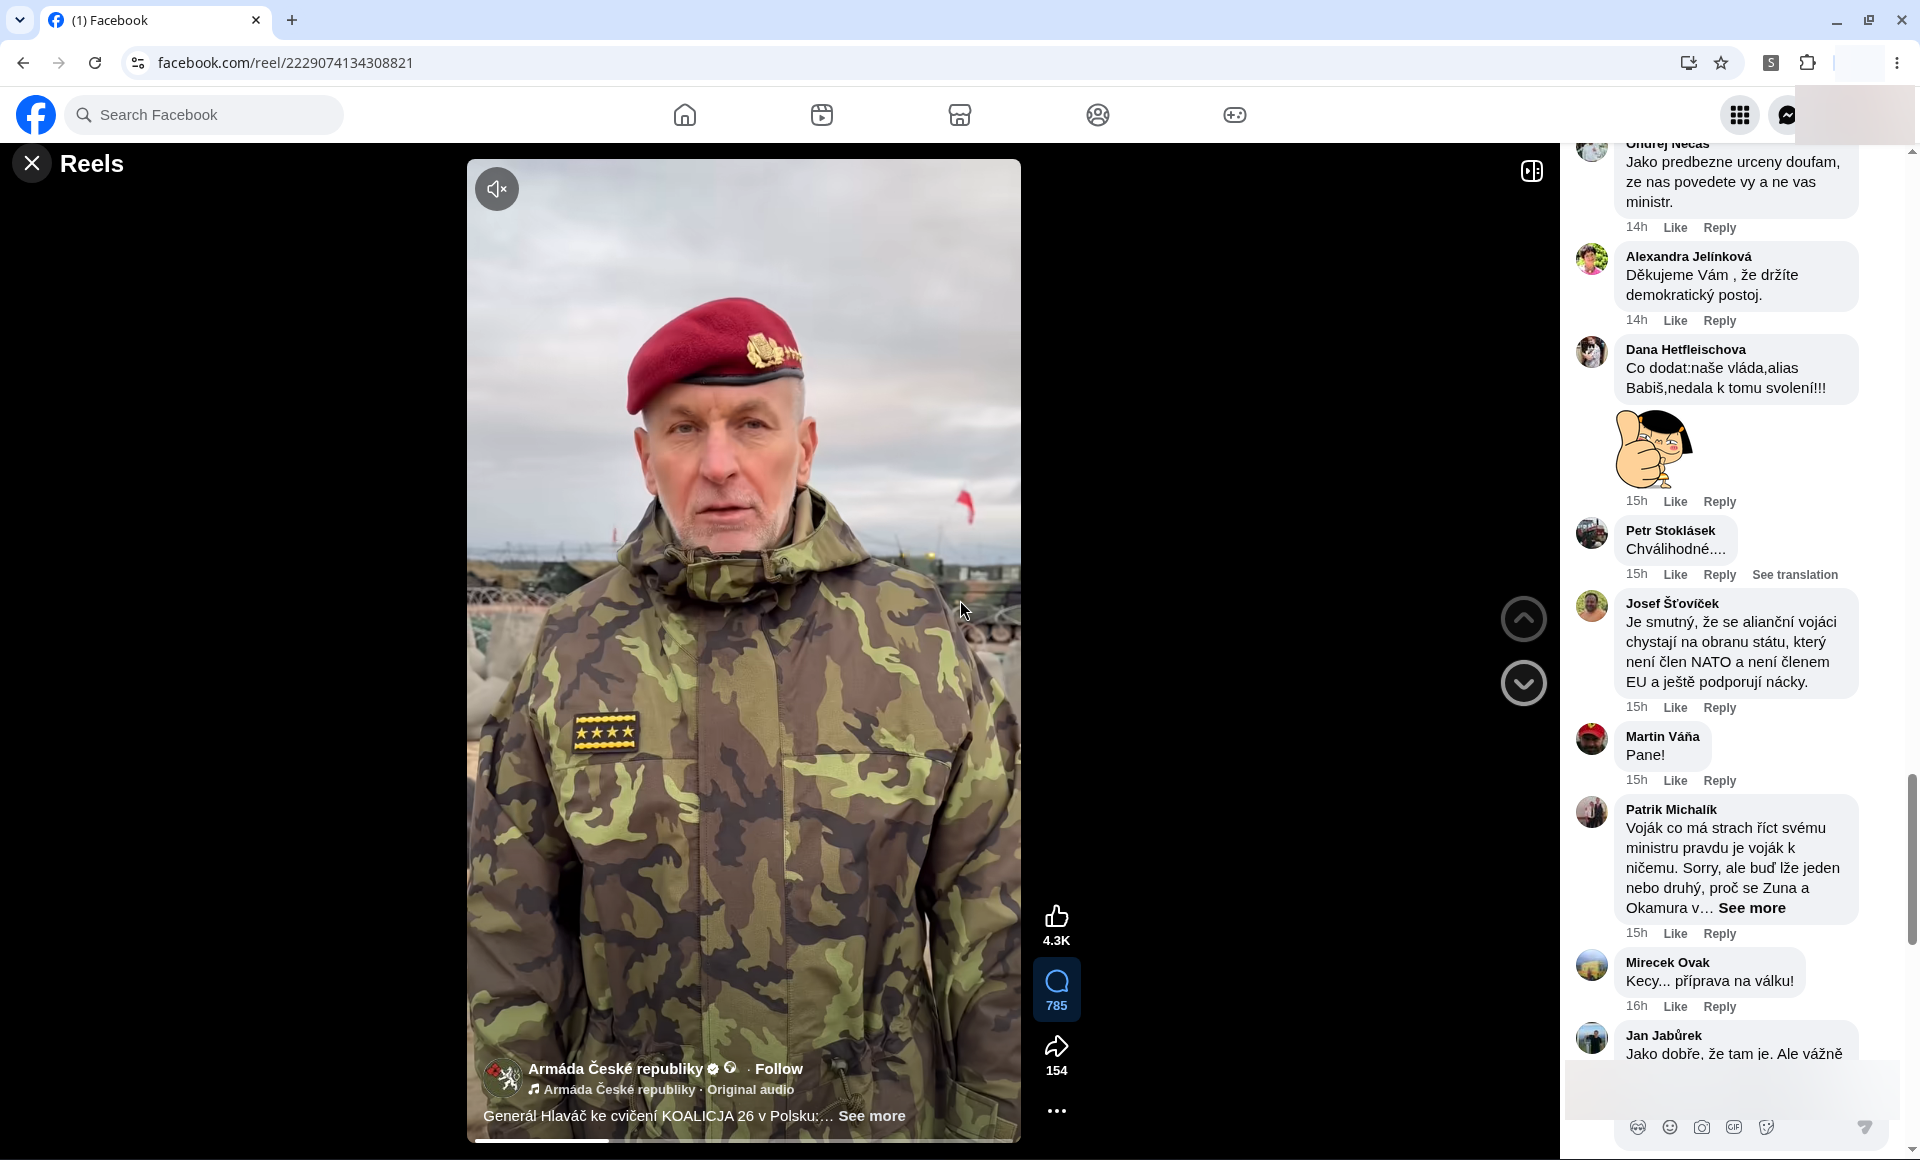 (1) Facebook
facebook.com/reel/2229074134308821
S
Search Facebook
Reels
Ondřej Nečas
Jako predbezne urceny doufam,
ze nas povedete vy a ne vas
ministr.
14h Like Reply
Alexandra Jelínková
Děkujeme Vám , že držíte
demokratický postoj.
14h Like Reply
Dana Hetfleischova
Co dodat:naše vláda,alias
Babiš,nedala k tomu svolení!!!
15h Like Reply
Petr Stoklásek
Chválihodné....
15h Like Reply See translation
Josef Šťovíček
Je smutný, že se alianční vojáci
chystají na obranu státu, který
není člen NATO a není členem
EU a ještě podporují nácky.
15h Like Reply
Martin Váňa
Pane!
15h Like Reply
Patrik Michalík
Voják co má strach říct svému
ministru pravdu je voják k
ničemu. Sorry, ale buď lže jeden
nebo druhý, proč se Zuna a
Okamura v… See more
15h Like Reply
Mirecek Ovak
Kecy... příprava na válku!
16h Like Reply
Jan Jabůrek
Jako dobře, že tam je. Ale vážně
4.3K
785
154
Armáda České republiky · Follow
Armáda České republiky · Original audio
Generál Hlaváč ke cvičení KOALICJA 26 v Polsku:… See more
GIF